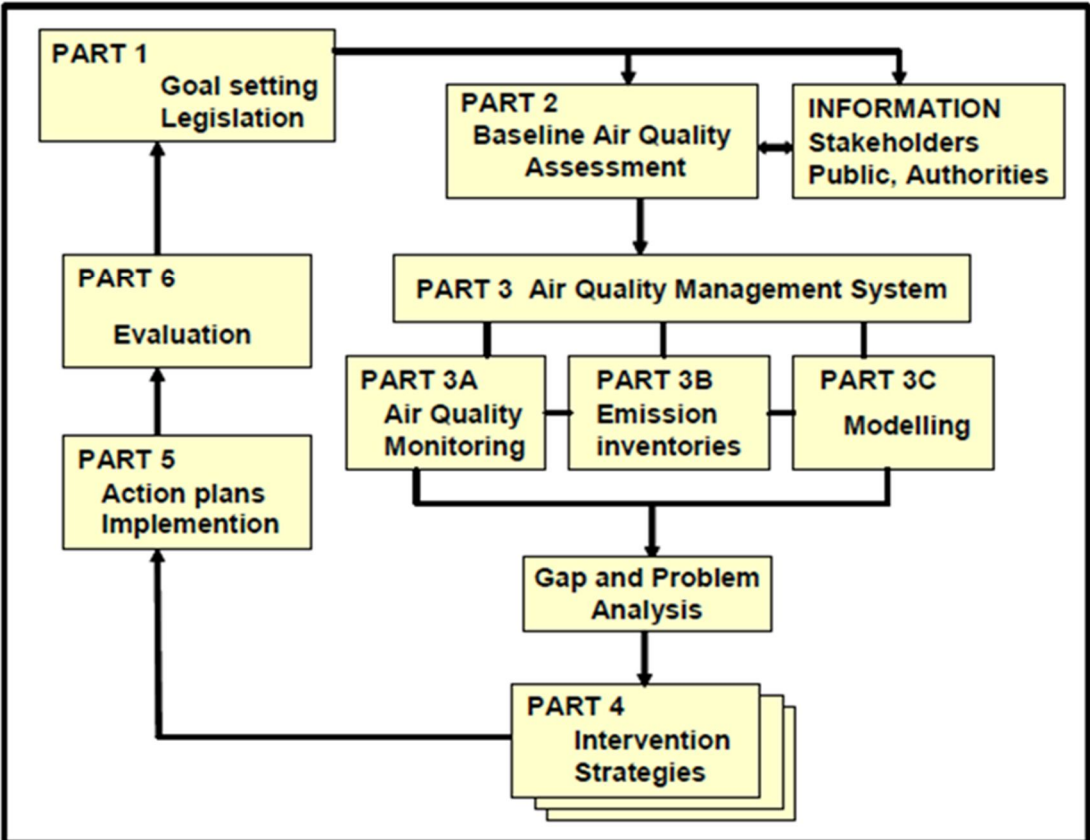 PART 1
Goal setting
Legislation
PART 2
Baseline Air Quality
Assessment
INFORMATION
Stakeholders
Public, Authorities
PART 6
Evaluation
PART 3 Air Quality Management System
PART 3A
Air Quality
Monitoring
PART 3B
Emission
inventories
PART 3C
Modelling
PART 5
Action plans
Implemention
Gap and Problem
Analysis
PART 4
Intervention
Strategies